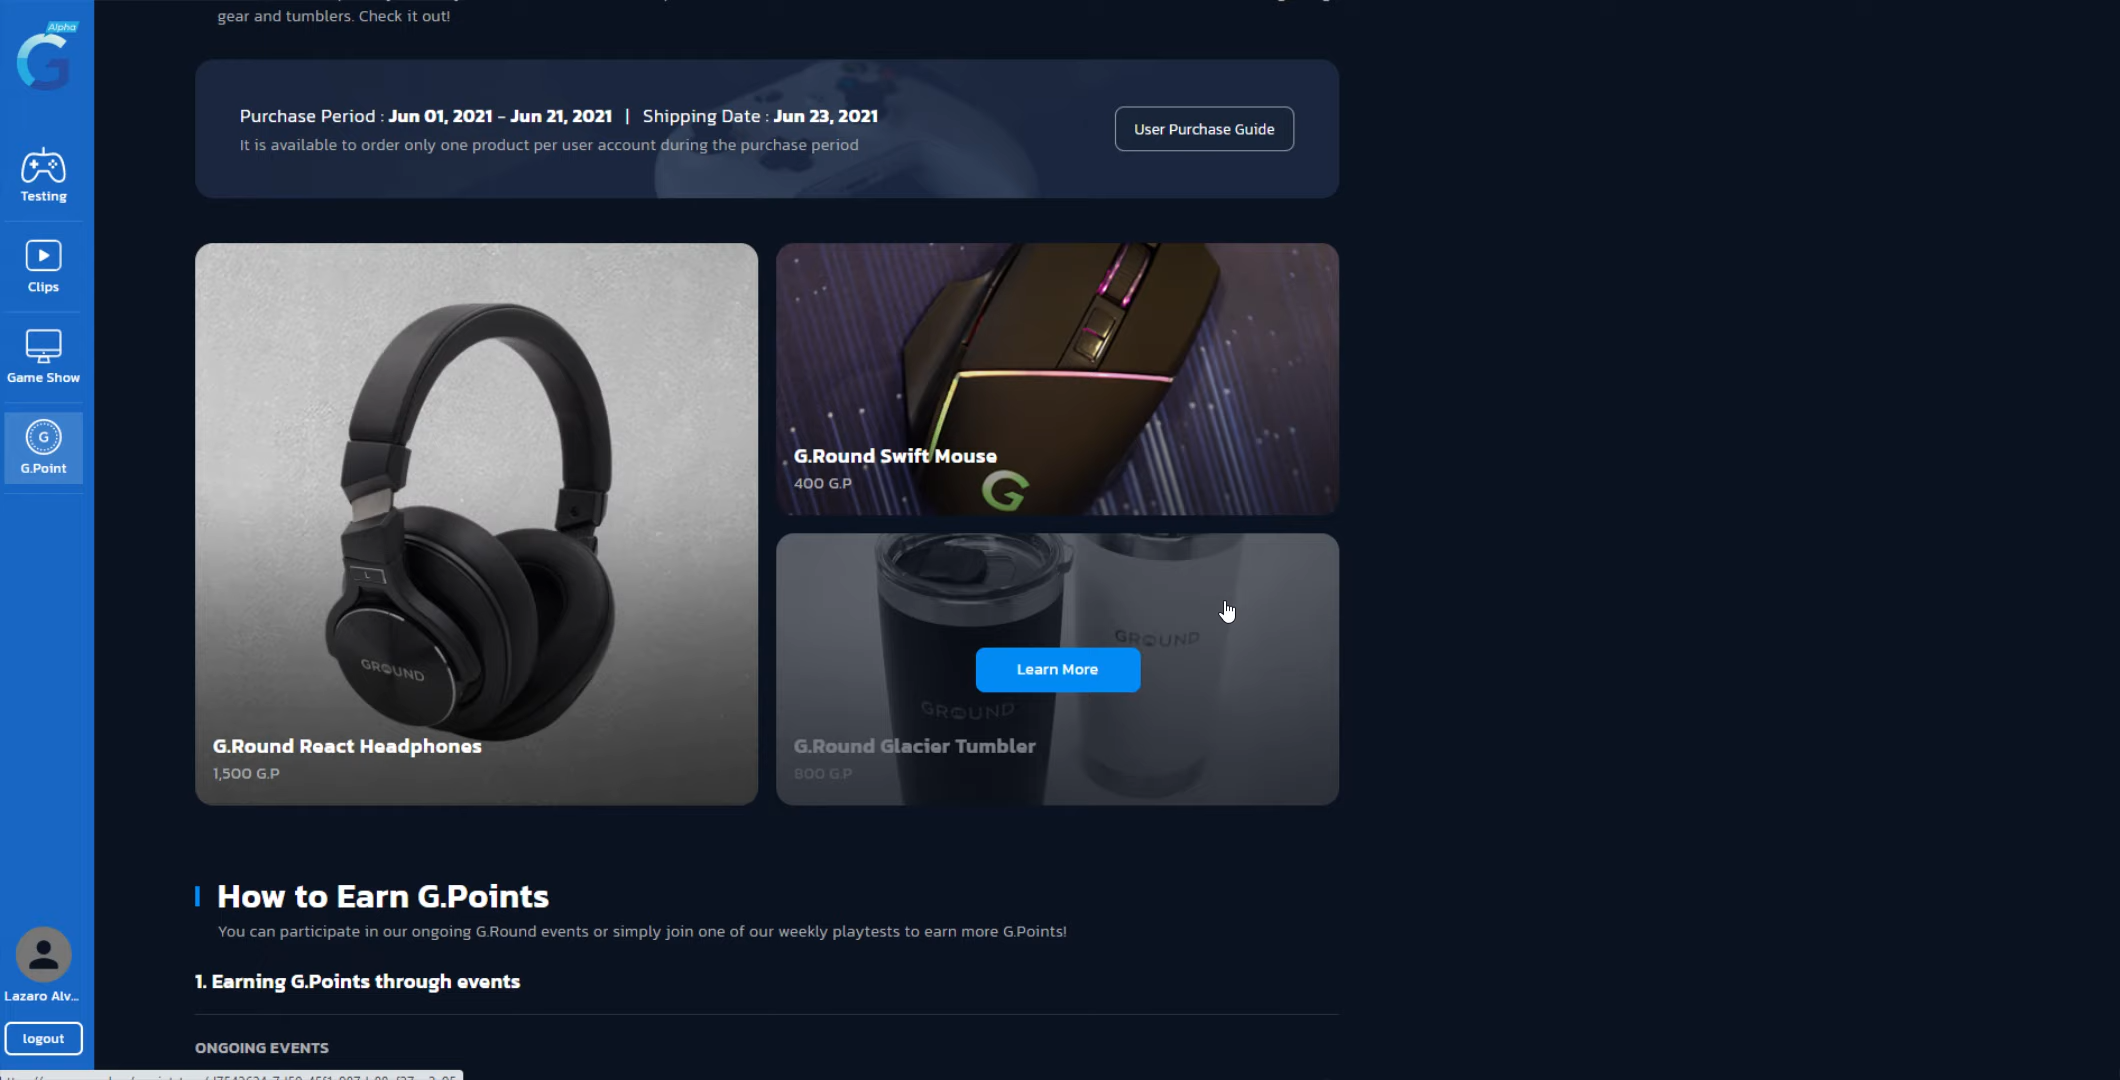 gear and tumblers. Check it out!
Alpha
Purchase Period : Jun 01, 2021 - Jun 21, 2021 | Shipping Date : Jun 23, 2021
It is available to order only one product per user account during the purchase period
User Purchase Guide
Testing
Clips
Game Show
G
G.Point
G.Round Swift Mouse
400 G.P
G
L
GROUND
G.Round React Headphones
1,500 G.P
GROUND
Learn More
GROUND
G.Round Glacier Tumbler
800 G.P
How to Earn G.Points
You can participate in our ongoing G.Round events or simply join one of our weekly playtests to earn more G.Points!
1. Earning G.Points through events
ONGOING EVENTS
Lazaro Alv...
logout